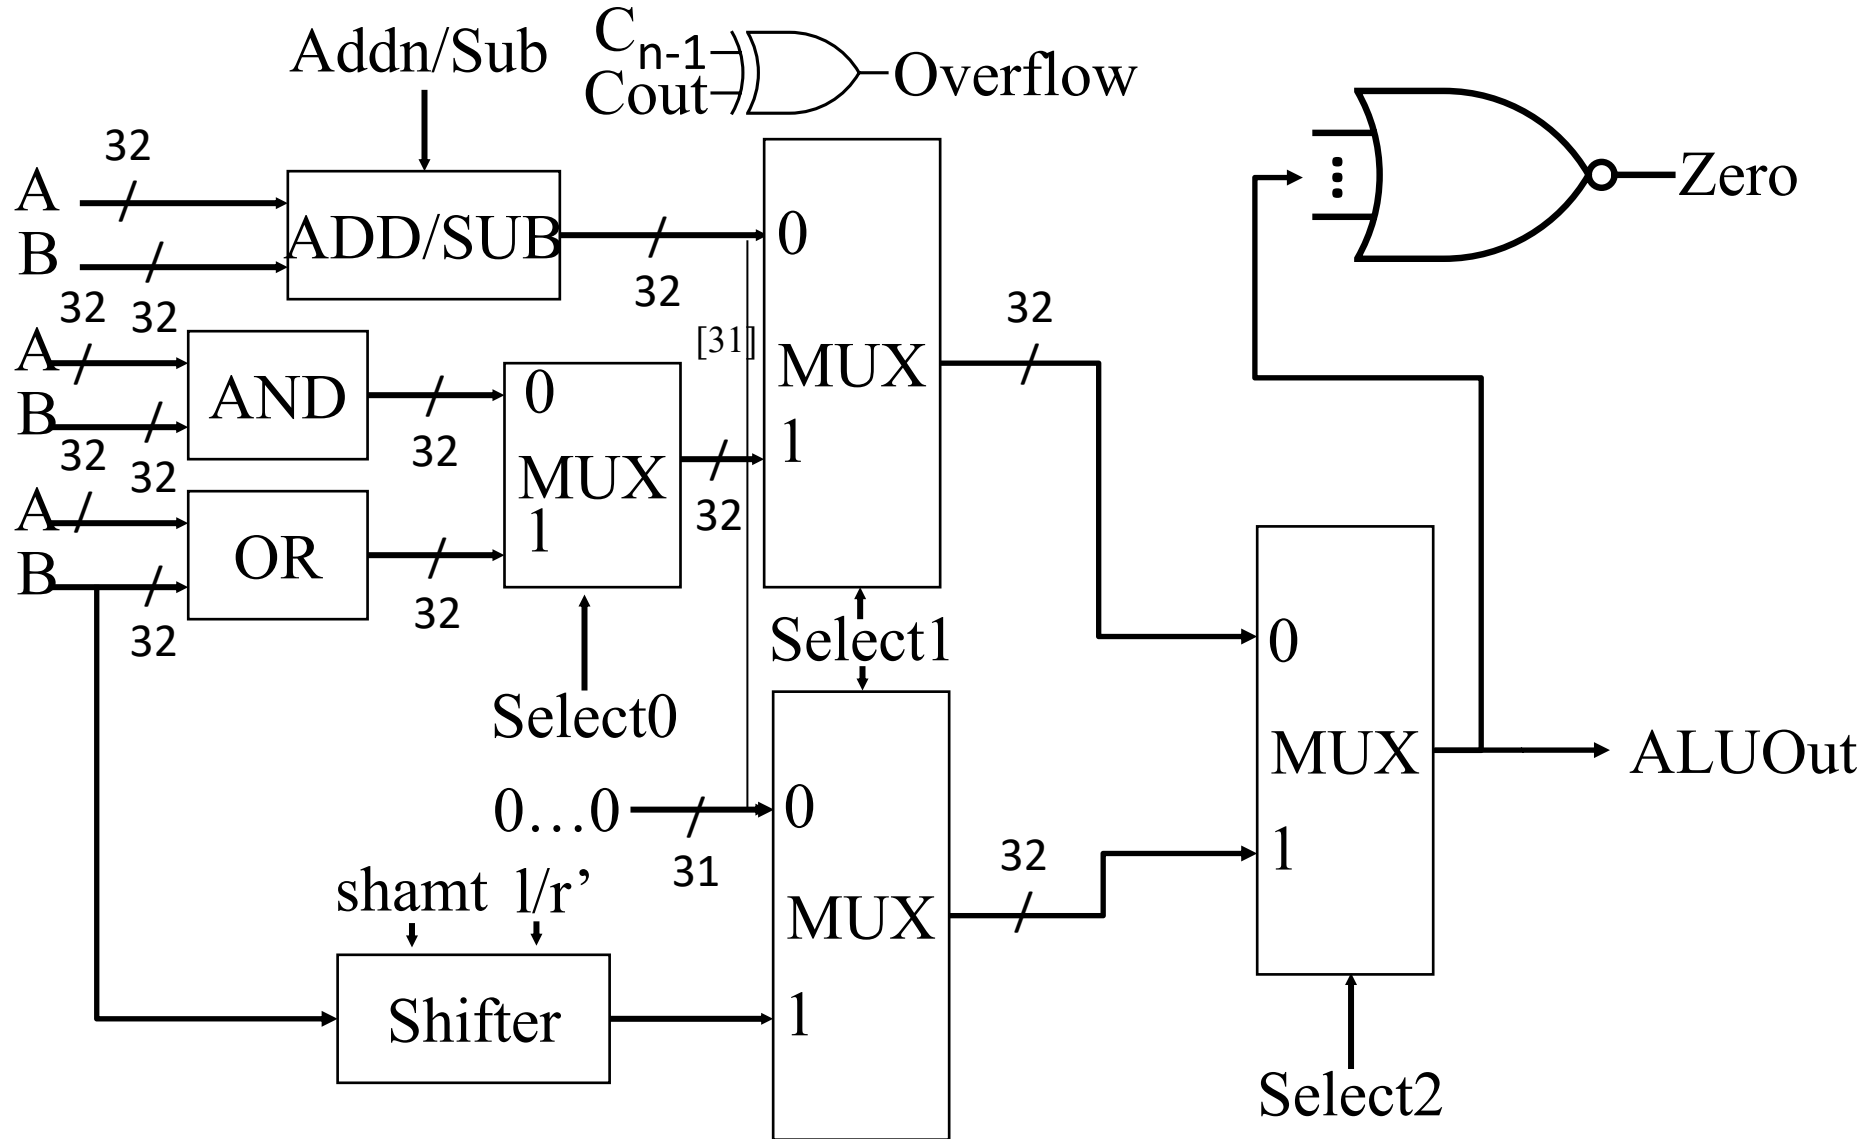 Addn/Sub
C n-1
Cout
Overflow
32
A
B
32
ADD/SUB
32
0
Zero
32
32
A
B
AND
32
[31]
MUX
1
32
0
MUX
1
32
32
32
A
B
OR
32
32
Select0
Select1
0
MUX
1
ALUOut
0…0
31
0
MUX
1
32
shamt
l/r’
Shifter
Select2